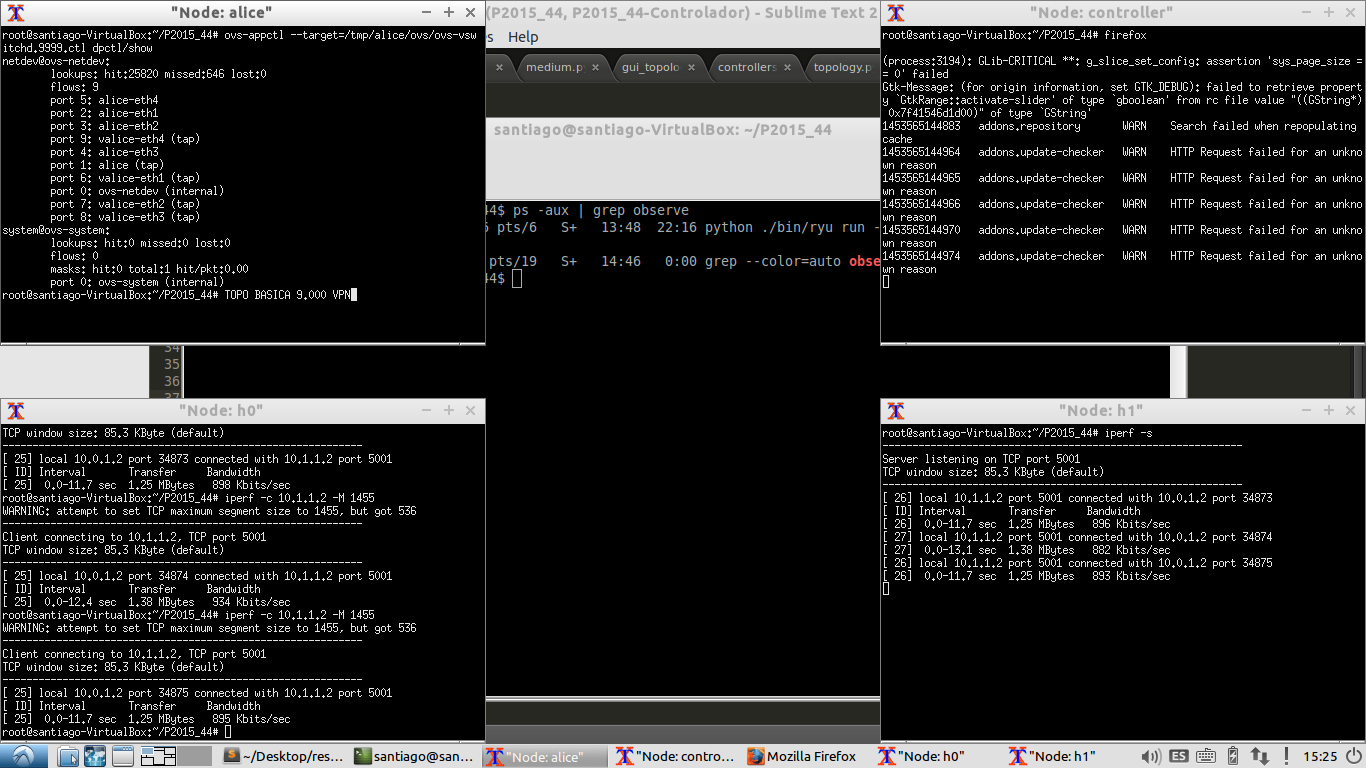 "Node: alice"
root@santiago-VirtualBox:~/P2015_44# ovs-appctl --target=/tmp/alice/ovs/ovs-vsw
itchd.9999.ctl dpctl/show
netdev@ovs-netdev:
lookups: hit:25820 missed:646 lost:0
flows: 9
port 5: alice-eth4
port 2: alice-eth1
port 3: alice-eth2
port 9: valice-eth4 (tap)
port 4: alice-eth3
port 1: alice (tap)
port 6: valice-eth1 (tap)
port 0: ovs-netdev (internal)
port 7: valice-eth2 (tap)
port 8: valice-eth3 (tap)
system@ovs-system:
lookups: hit:0 missed:0 lost:0
flows: 0
masks: hit:0 total:1 hit/pkt:0.00
port 0: ovs-system (internal)
root@santiago-VirtualBox:~/P2015_44# TOPO BASICA 9.000 VPN
(P2015_44, P2015_44-Controlador) - Sublime Text 2
s Help
× medium.p × gui_topolo × controllers × topology.p
santiago@santiago-VirtualBox: ~/P2015_44
44$ ps -aux | grep observe
6 pts/6 S+ 13:48 22:16 python ./bin/ryu run -
pts/19 S+ 14:46 0:00 grep --color=auto obse
44$
"Node: controller"
root@santiago-VirtualBox:~/P2015_44# firefox
(process:3194): GLib-CRITICAL **: g_slice_set_config: assertion 'sys_page_size =
= 0' failed
Gtk-Message: (for origin information, set GTK_DEBUG): failed to retrieve propert
y `GtkRange::activate-slider' of type `gboolean' from rc file value "((GString*)
0x7f41546d1d00)" of type `GString'
1453565144883 addons.repository WARN Search failed when repopulating
cache
1453565144964 addons.update-checker WARN HTTP Request failed for an unkno
wn reason
1453565144965 addons.update-checker WARN HTTP Request failed for an unkno
wn reason
1453565144966 addons.update-checker WARN HTTP Request failed for an unkno
wn reason
1453565144970 addons.update-checker WARN HTTP Request failed for an unkno
wn reason
1453565144974 addons.update-checker WARN HTTP Request failed for an unkno
wn reason
34
35
36
37
"Node: h0"
TCP window size: 85.3 KByte (default)
------------------------------------------------------------
[ 25] local 10.0.1.2 port 34873 connected with 10.1.1.2 port 5001
[ ID] Interval Transfer Bandwidth
[ 25] 0.0-11.7 sec 1.25 MBytes 898 Kbits/sec
root@santiago-VirtualBox:~/P2015_44# iperf -c 10.1.1.2 -M 1455
WARNING: attempt to set TCP maximum segment size to 1455, but got 536
------------------------------------------------------------
Client connecting to 10.1.1.2, TCP port 5001
TCP window size: 85.3 KByte (default)
------------------------------------------------------------
[ 25] local 10.0.1.2 port 34874 connected with 10.1.1.2 port 5001
[ ID] Interval Transfer Bandwidth
[ 25] 0.0-12.4 sec 1.38 MBytes 934 Kbits/sec
root@santiago-VirtualBox:~/P2015_44# iperf -c 10.1.1.2 -M 1455
WARNING: attempt to set TCP maximum segment size to 1455, but got 536
------------------------------------------------------------
Client connecting to 10.1.1.2, TCP port 5001
TCP window size: 85.3 KByte (default)
------------------------------------------------------------
[ 25] local 10.0.1.2 port 34875 connected with 10.1.1.2 port 5001
[ ID] Interval Transfer Bandwidth
[ 25] 0.0-11.7 sec 1.25 MBytes 895 Kbits/sec
root@santiago-VirtualBox:~/P2015_44#
"Node: h1"
root@santiago-VirtualBox:~/P2015_44# iperf -s
------------------------------------------------------------
Server listening on TCP port 5001
TCP window size: 85.3 KByte (default)
------------------------------------------------------------
[ 26] local 10.1.1.2 port 5001 connected with 10.0.1.2 port 34873
[ ID] Interval Transfer Bandwidth
[ 26] 0.0-11.7 sec 1.25 MBytes 896 Kbits/sec
[ 27] local 10.1.1.2 port 5001 connected with 10.0.1.2 port 34874
[ 27] 0.0-13.1 sec 1.38 MBytes 882 Kbits/sec
[ 26] local 10.1.1.2 port 5001 connected with 10.0.1.2 port 34875
[ 26] 0.0-11.7 sec 1.25 MBytes 893 Kbits/sec
~/Desktop/res... santiago@san... "Node: alice" "Node: contro... Mozilla Firefox "Node: h0" "Node: h1" ES 15:25